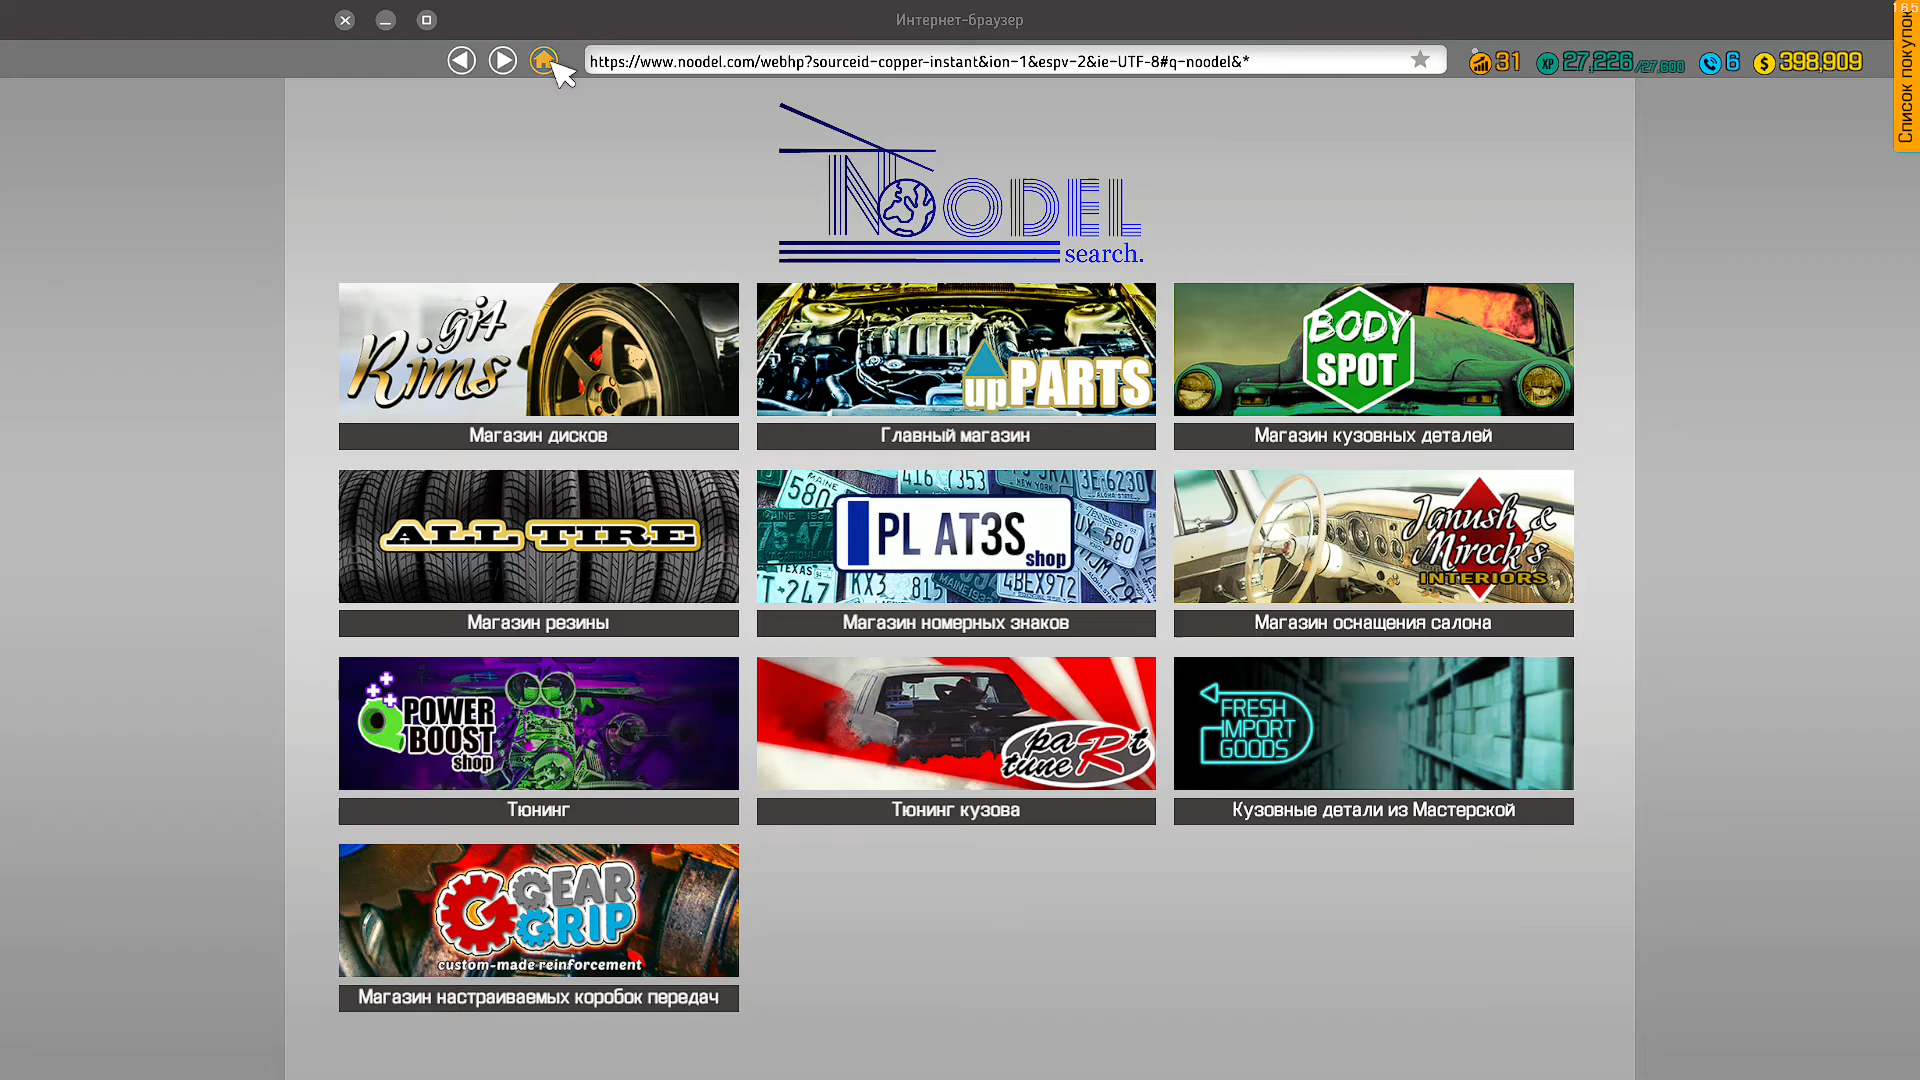 Интернет-браузер
165
https://www.noodel.com/webhp?sourceid-copper-instant&ion-1&espv-2&ie-UTF-8#q-noodel&*
31
XP 27,226/27,600
6
$ 398,909
Список покупок
NOODEL
search.
git Rims
upPARTS
BODY SPOT
Магазин дисков
Главный магазин
Магазин кузовных деталей
ALL TIRE
PL AT3S shop
Janush & Mireck's INTERIORS
Магазин резины
Магазин номерных знаков
Магазин оснащения салона
POWER BOOST shop
paRt tune
FRESH IMPORT GOODS
Тюнинг
Тюнинг кузова
Кузовные детали из Мастерской
GEAR GRIP
custom-made reinforcement
Магазин настраиваемых коробок передач